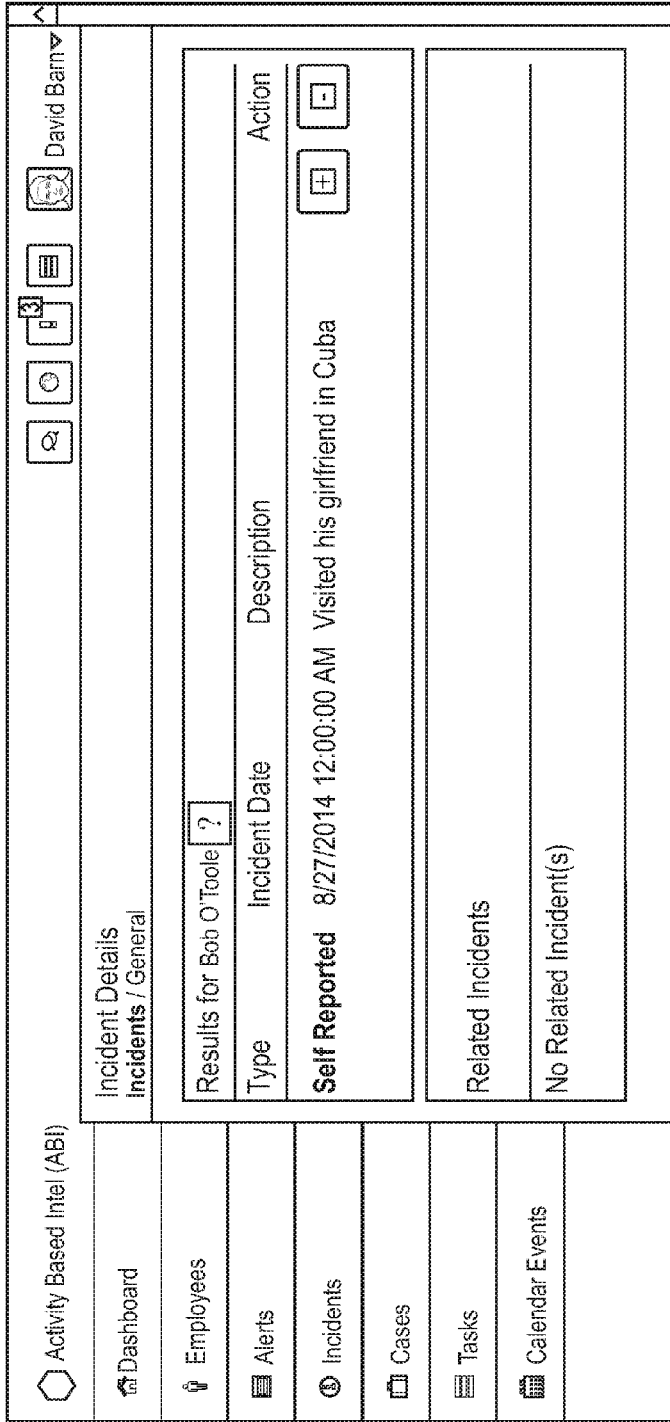 Activity Based Intel (ABI)
3
David Barn
Dashboard
Employees
Alerts
Incidents
Cases
Tasks
Calendar Events
Incident Details
Incidents / General
Results for Bob O'Toole ?
Type Incident Date Description Action
Self Reported 8/27/2014 12:00:00 AM Visited his girlfriend in Cuba + -
Related Incidents
No Related Incident(s)